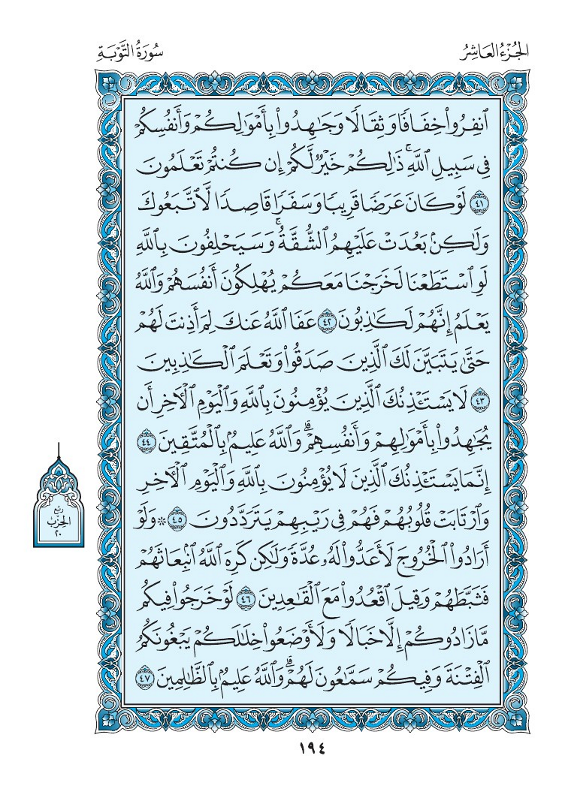 الجُزْءُ العَاشِرُ
سُورَةُ التَّوْبَةِ
ٱنفِرُوا۟ خِفَافًا وَثِقَالًا وَجَـٰهِدُوا۟ بِأَمْوَٰلِكُمْ وَأَنفُسِكُمْ
فِى سَبِيلِ ٱللَّهِ ۚ ذَٰلِكُمْ خَيْرٌ لَّكُمْ إِن كُنتُمْ تَعْلَمُونَ
٤١ لَوْ كَانَ عَرَضًا قَرِيبًا وَسَفَرًا قَاصِدًا لَّٱتَّبَعُوكَ
وَلَـٰكِنۢ بَعُدَتْ عَلَيْهِمُ ٱلشُّقَّةُ ۚ وَسَيَحْلِفُونَ بِٱللَّهِ
لَوِ ٱسْتَطَعْنَا لَخَرَجْنَا مَعَكُمْ يُهْلِكُونَ أَنفُسَهُمْ وَٱللَّهُ
يَعْلَمُ إِنَّهُمْ لَكَـٰذِبُونَ ٤٢ عَفَا ٱللَّهُ عَنكَ لِمَ أَذِنتَ لَهُمْ
حَتَّىٰ يَتَبَيَّنَ لَكَ ٱلَّذِينَ صَدَقُوا۟ وَتَعْلَمَ ٱلْكَـٰذِبِينَ
٤٣ لَا يَسْتَـْٔذِنُكَ ٱلَّذِينَ يُؤْمِنُونَ بِٱللَّهِ وَٱلْيَوْمِ ٱلْـَٔاخِرِ أَن
يُجَـٰهِدُوا۟ بِأَمْوَٰلِهِمْ وَأَنفُسِهِمْ ۗ وَٱللَّهُ عَلِيمٌۢ بِٱلْمُتَّقِينَ ٤٤
إِنَّمَا يَسْتَـْٔذِنُكَ ٱلَّذِينَ لَا يُؤْمِنُونَ بِٱللَّهِ وَٱلْيَوْمِ ٱلْـَٔاخِرِ
وَٱرْتَابَتْ قُلُوبُهُمْ فَهُمْ فِى رَيْبِهِمْ يَتَرَدَّدُونَ ٤٥ ۞ وَلَوْ
أَرَادُوا۟ ٱلْخُرُوجَ لَأَعَدُّوا۟ لَهُۥ عُدَّةً وَلَـٰكِن كَرِهَ ٱللَّهُ ٱنۢبِعَاثَهُمْ
فَثَبَّطَهُمْ وَقِيلَ ٱقْعُدُوا۟ مَعَ ٱلْقَـٰعِدِينَ ٤٦ لَوْ خَرَجُوا۟ فِيكُم
مَّا زَادُوكُمْ إِلَّا خَبَالًا وَلَأَوْضَعُوا۟ خِلَـٰلَكُمْ يَبْغُونَكُمُ
ٱلْفِتْنَةَ وَفِيكُمْ سَمَّـٰعُونَ لَهُمْ ۗ وَٱللَّهُ عَلِيمٌۢ بِٱلظَّـٰلِمِينَ ٤٧
رُبع
الحِزْب
٢٠
١٩٤